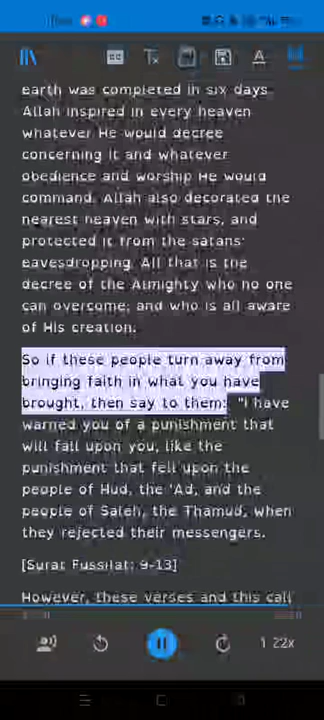 earth was completed in six days.
Allah inspired in every heaven
whatever He would decree
concerning it and whatever
obedience and worship He would
command. Allah also decorated the
nearest heaven with stars, and
protected it from the satans'
eavesdropping. All that is the
decree of the Almighty who no one
can overcome; and who is all aware
of His creation.
So if these people turn away from
bringing faith in what you have
brought, then say to them: "I have
warned you of a punishment that
will fall upon you, like the
punishment that fell upon the
people of Hud, the 'Ad, and the
people of Saleh, the Thamud, when
they rejected their messengers.
[Surat Fussilat: 9-13]
However, these verses and this call
1.22x